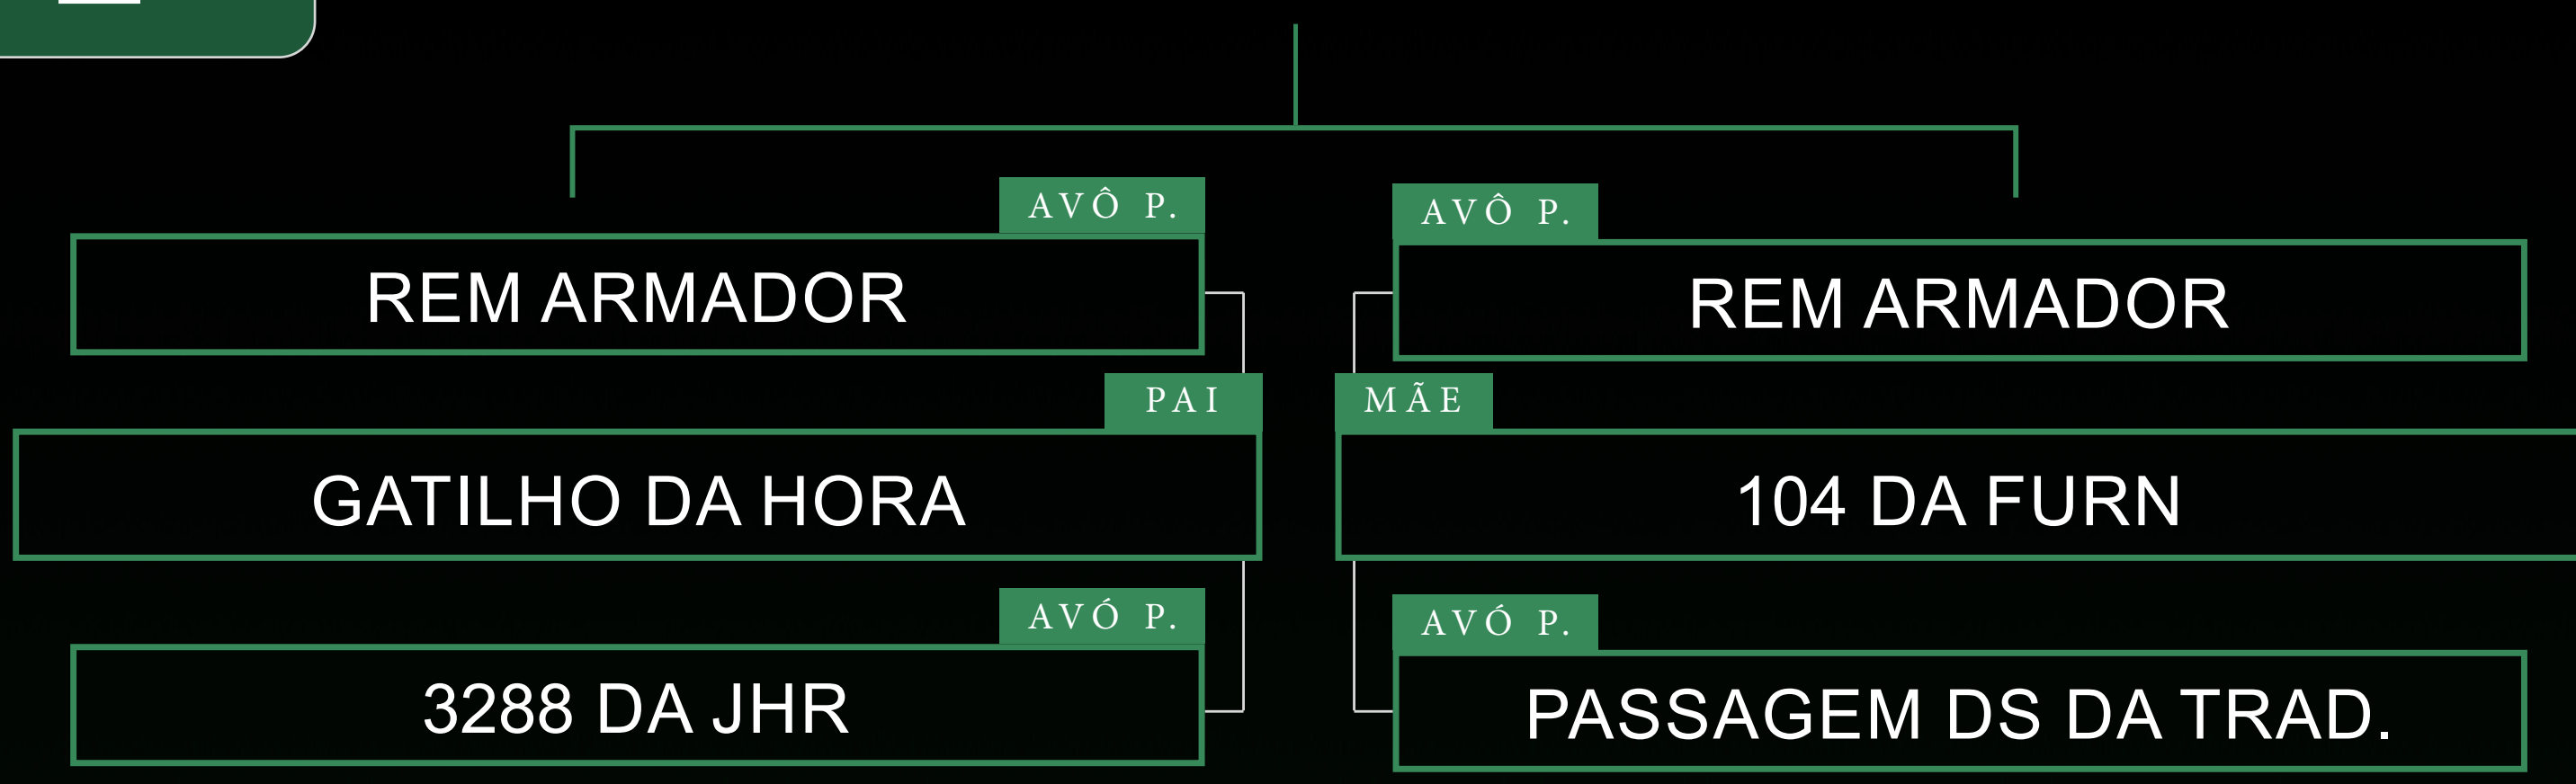 AVÔ P.
REM ARMADOR
PAI
GATILHO DA HORA
AVÓ P.
3288 DA JHR
AVÔ P.
REM ARMADOR
MÃE
104 DA FURN
AVÓ P.
PASSAGEM DS DA TRAD.